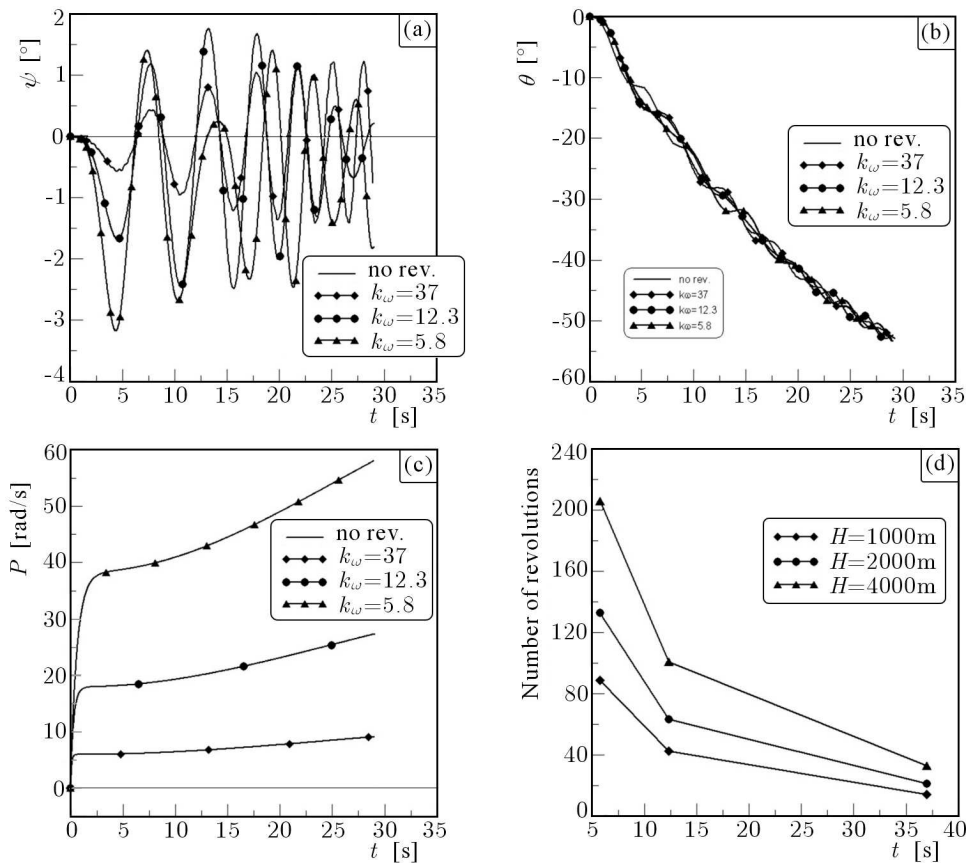 (a)
ψ [°]
2
1
0
-1
-2
-3
-4
no rev.
kω=37
kω=12.3
kω=5.8
0 5 10 15 20 25 30 35
t [s]
(b)
θ [°]
0
-10
-20
-30
-40
-50
-60
no rev.
kω=37
kω=12.3
kω=5.8
no rev.
kω=37
kω=12.3
kω=5.8
0 5 10 15 20 25 30 35
t [s]
(c)
P [rad/s]
60
50
40
30
20
10
0
no rev.
kω=37
kω=12.3
kω=5.8
0 5 10 15 20 25 30 35
t [s]
(d)
Number of revolutions
240
200
160
120
80
40
0
H=1000m
H=2000m
H=4000m
5 10 15 20 25 30 35 40
t [s]